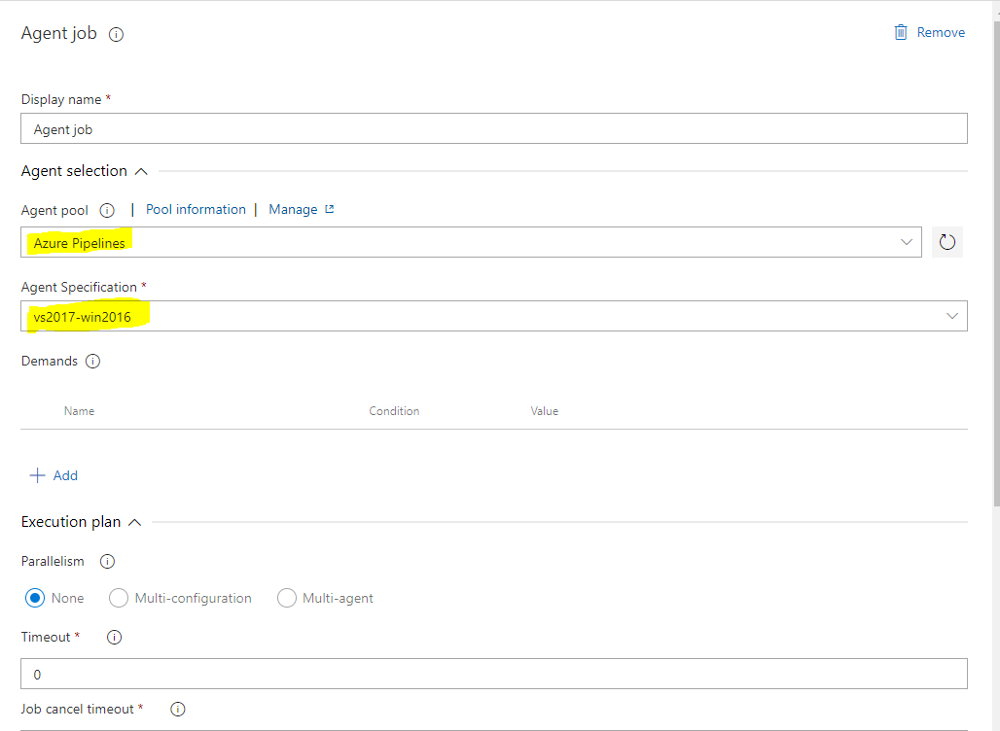 Agent job
Remove
Display name *
Agent job
Agent selection
Agent pool | Pool information | Manage
Azure Pipelines
Agent Specification *
vs2017-win2016
Demands
Name Condition Value
Add
Execution plan
Parallelism
None Multi-configuration Multi-agent
Timeout *
0
Job cancel timeout *